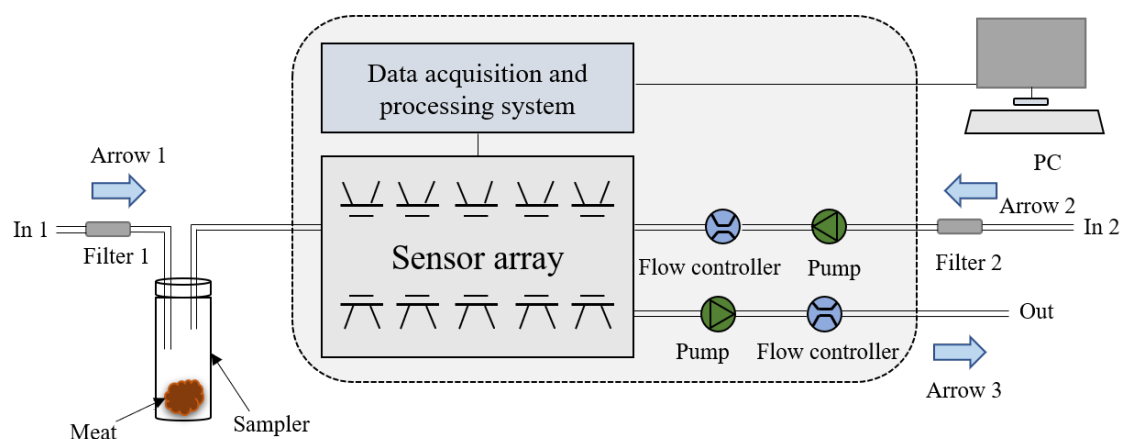 Data acquisition and
processing system
PC
Arrow 1
Arrow 2
In 1
Filter 1
Sensor array
Flow controller
Pump
Filter 2
In 2
Pump
Flow controller
Out
Arrow 3
Meat
Sampler